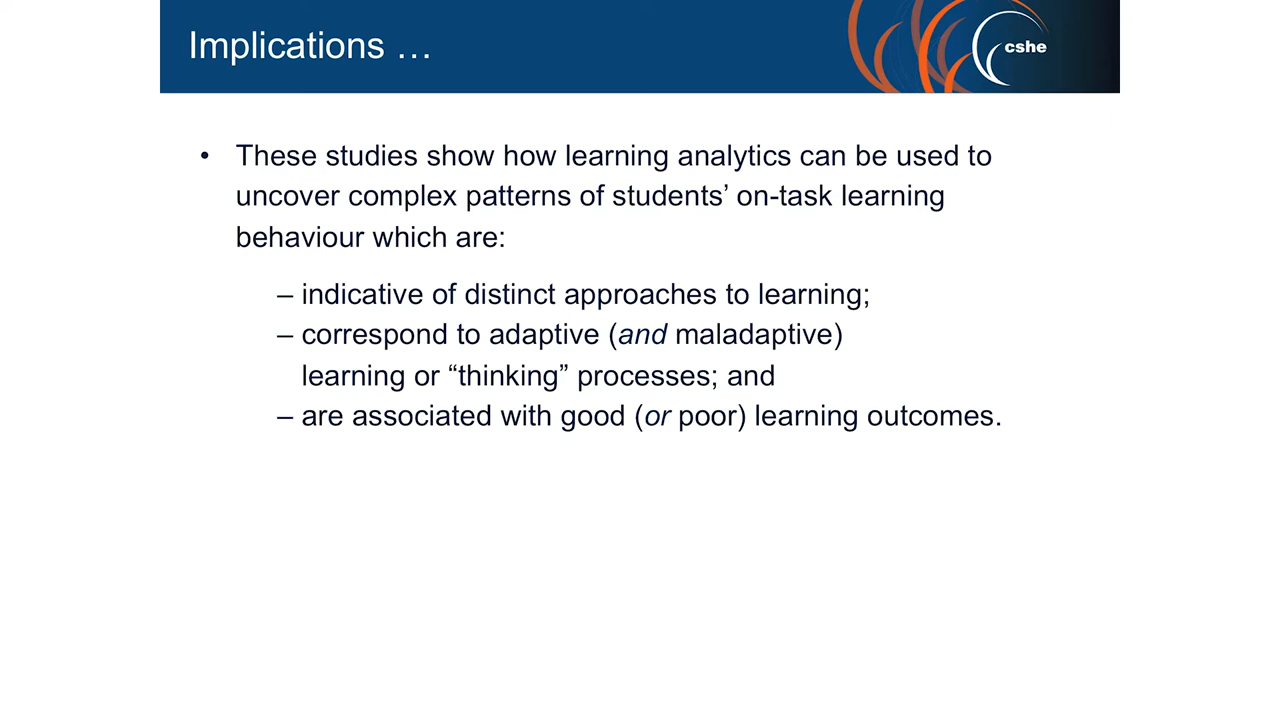 Implications …
cshe
• These studies show how learning analytics can be used to
uncover complex patterns of students’ on-task learning
behaviour which are:
– indicative of distinct approaches to learning;
– correspond to adaptive (and maladaptive)
learning or “thinking” processes; and
– are associated with good (or poor) learning outcomes.